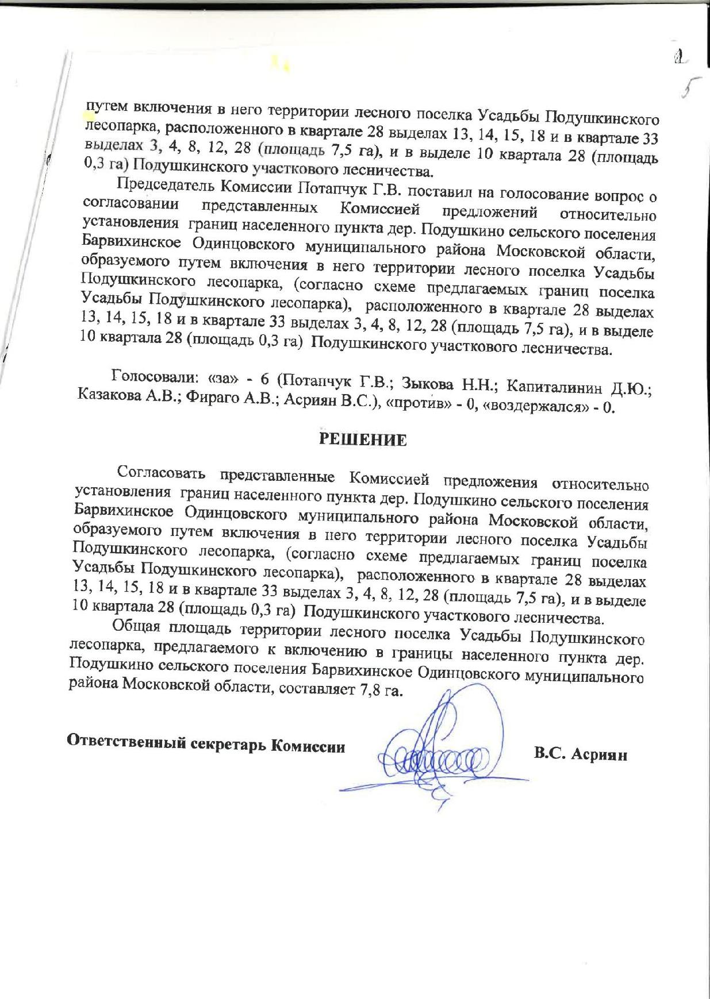 5
путем включения в него территории лесного поселка Усадьбы Подушкинского
лесопарка, расположенного в квартале 28 выделах 13, 14, 15, 18 и в квартале 33
выделах 3, 4, 8, 12, 28 (площадь 7,5 га), и в выделе 10 квартала 28 (площадь
0,3 га) Подушкинского участкового лесничества.
Председатель Комиссии Потапчук Г.В. поставил на голосование вопрос о
согласовании представленных Комиссией предложений относительно
установления границ населенного пункта дер. Подушкино сельского поселения
Барвихинское Одинцовского муниципального района Московской области,
образуемого путем включения в него территории лесного поселка Усадьбы
Подушкинского лесопарка, (согласно схеме предлагаемых границ поселка
Усадьбы Подушкинского лесопарка), расположенного в квартале 28 выделах
13, 14, 15, 18 и в квартале 33 выделах 3, 4, 8, 12, 28 (площадь 7,5 га), и в выделе
10 квартала 28 (площадь 0,3 га) Подушкинского участкового лесничества.
Голосовали: «за» - 6 (Потапчук Г.В.; Зыкова Н.Н.; Капиталинин Д.Ю.;
Казакова А.В.; Фираго А.В.; Асриян В.С.), «против» - 0, «воздержался» - 0.
РЕШЕНИЕ
Согласовать представленные Комиссией предложения относительно
установления границ населенного пункта дер. Подушкино сельского поселения
Барвихинское Одинцовского муниципального района Московской области,
образуемого путем включения в него территории лесного поселка Усадьбы
Подушкинского лесопарка, (согласно схеме предлагаемых границ поселка
Усадьбы Подушкинского лесопарка), расположенного в квартале 28 выделах
13, 14, 15, 18 и в квартале 33 выделах 3, 4, 8, 12, 28 (площадь 7,5 га), и в выделе
10 квартала 28 (площадь 0,3 га) Подушкинского участкового лесничества.
Общая площадь территории лесного поселка Усадьбы Подушкинского
лесопарка, предлагаемого к включению в границы населенного пункта дер.
Подушкино сельского поселения Барвихинское Одинцовского муниципального
района Московской области, составляет 7,8 га.
Ответственный секретарь Комиссии В.С. Асриян